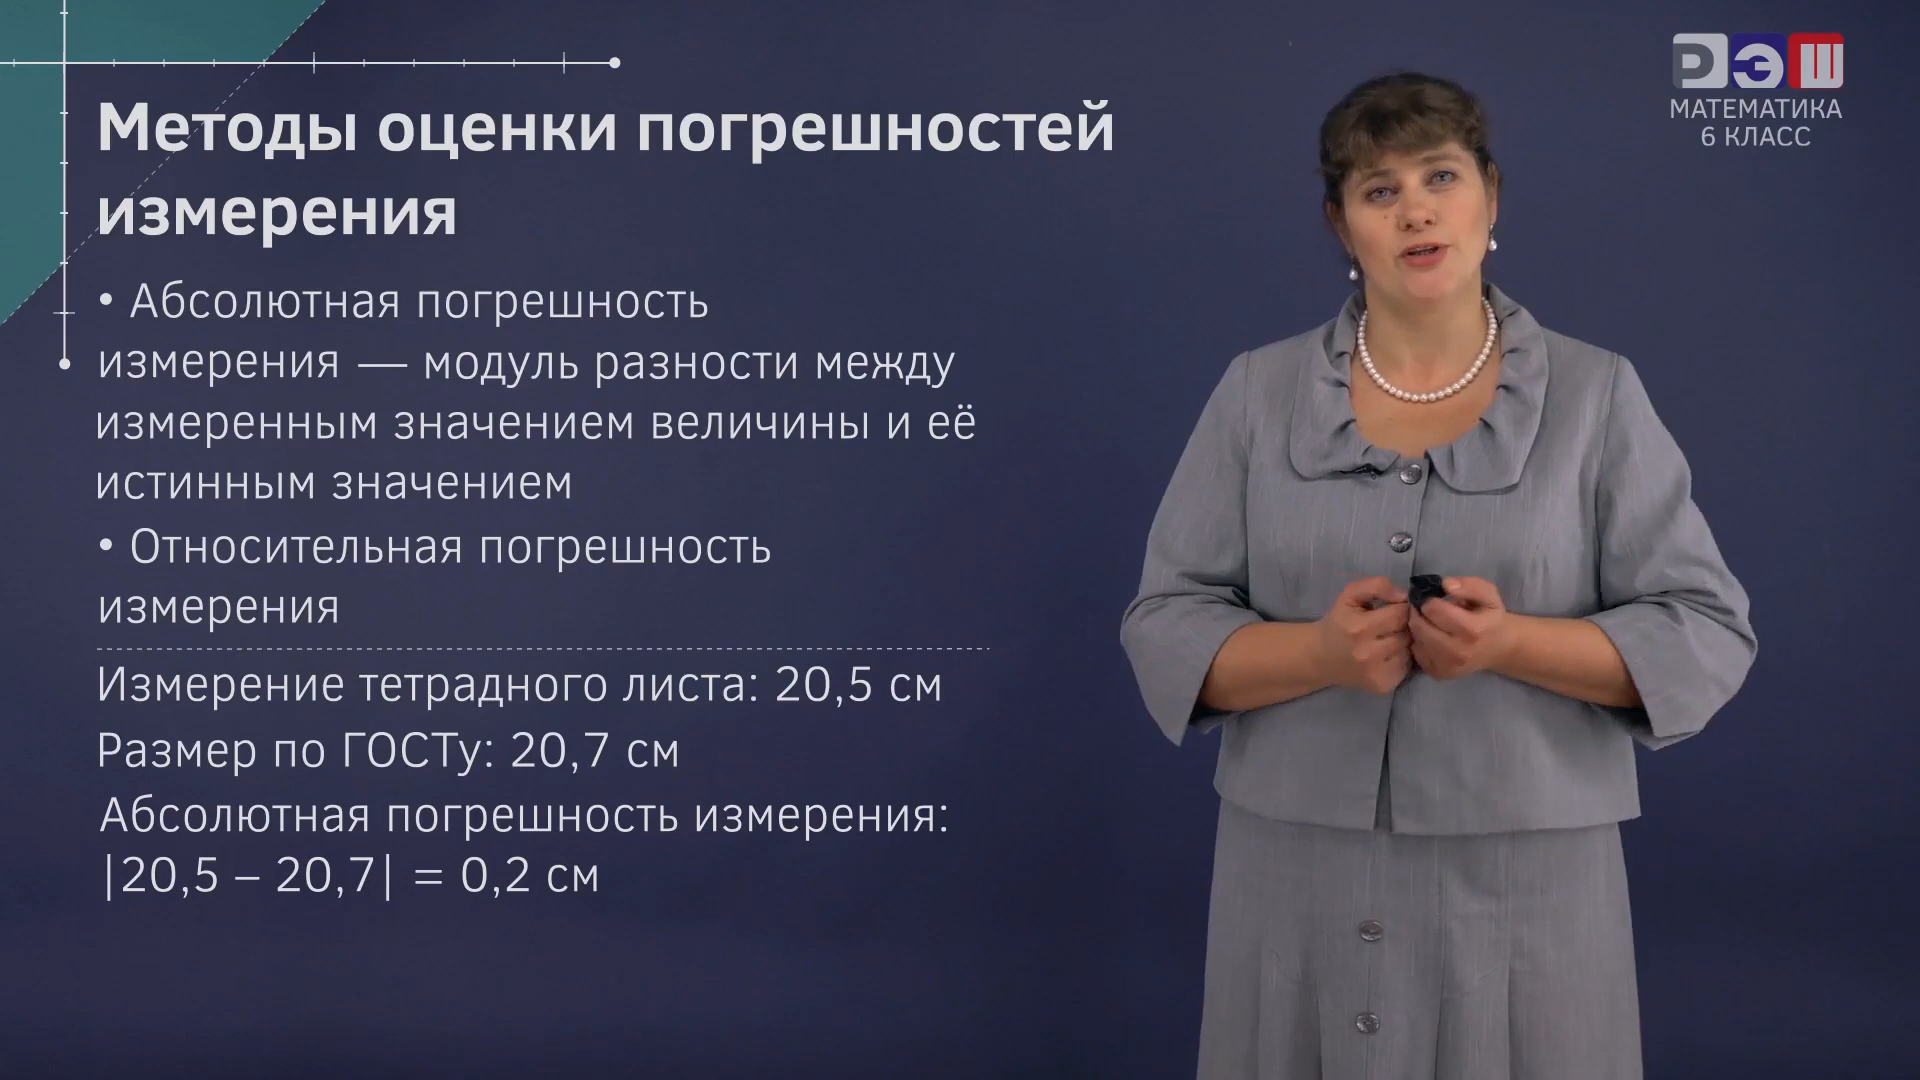 Методы оценки погрешностей
измерения
• Абсолютная погрешность
измерения — модуль разности между
измеренным значением величины и её
истинным значением
• Относительная погрешность
измерения
Измерение тетрадного листа: 20,5 см
Размер по ГОСТу: 20,7 см
Абсолютная погрешность измерения:
|20,5 – 20,7| = 0,2 см
РЭШ
МАТЕМАТИКА
6 КЛАСС